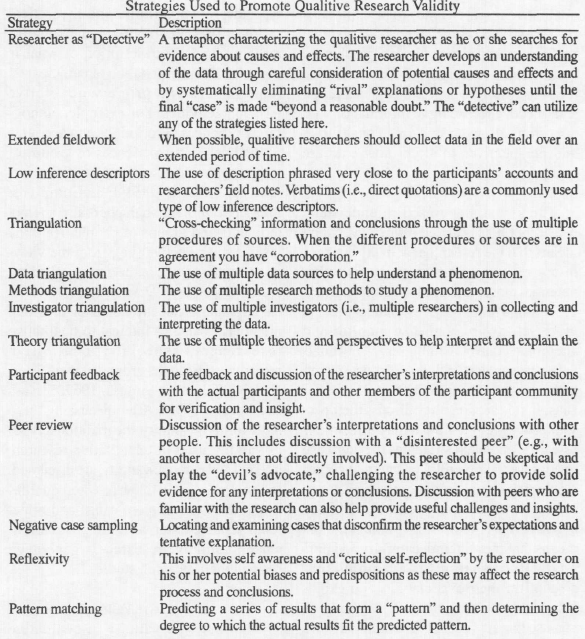 Strategies Used to Promote Qualitive Research Validity
Strategy Description
Researcher as “Detective” A metaphor characterizing the qualitive researcher as he or she searches for
evidence about causes and effects. The researcher develops an understanding
of the data through careful consideration of potential causes and effects and
by systematically eliminating “rival” explanations or hypotheses until the
final “case” is made “beyond a reasonable doubt.” The “detective” can utilize
any of the strategies listed here.
Extended fieldwork When possible, qualitive researchers should collect data in the field over an
extended period of time.
Low inference descriptors The use of description phrased very close to the participants’ accounts and
researchers’ field notes. Verbatims (i.e., direct quotations) are a commonly used
type of low inference descriptors.
Triangulation “Cross-checking” information and conclusions through the use of multiple
procedures of sources. When the different procedures or sources are in
agreement you have “corroboration.”
Data triangulation The use of multiple data sources to help understand a phenomenon.
Methods triangulation The use of multiple research methods to study a phenomenon.
Investigator triangulation The use of multiple investigators (i.e., multiple researchers) in collecting and
interpreting the data.
Theory triangulation The use of multiple theories and perspectives to help interpret and explain the
data.
Participant feedback The feedback and discussion of the researcher’s interpretations and conclusions
with the actual participants and other members of the participant community
for verification and insight.
Peer review Discussion of the researcher’s interpretations and conclusions with other
people. This includes discussion with a “disinterested peer” (e.g., with
another researcher not directly involved). This peer should be skeptical and
play the “devil’s advocate,” challenging the researcher to provide solid
evidence for any interpretations or conclusions. Discussion with peers who are
familiar with the research can also help provide useful challenges and insights.
Negative case sampling Locating and examining cases that disconfirm the researcher’s expectations and
tentative explanation.
Reflexivity This involves self awareness and “critical self-reflection” by the researcher on
his or her potential biases and predispositions as these may affect the research
process and conclusions.
Pattern matching Predicting a series of results that form a “pattern” and then determining the
degree to which the actual results fit the predicted pattern.